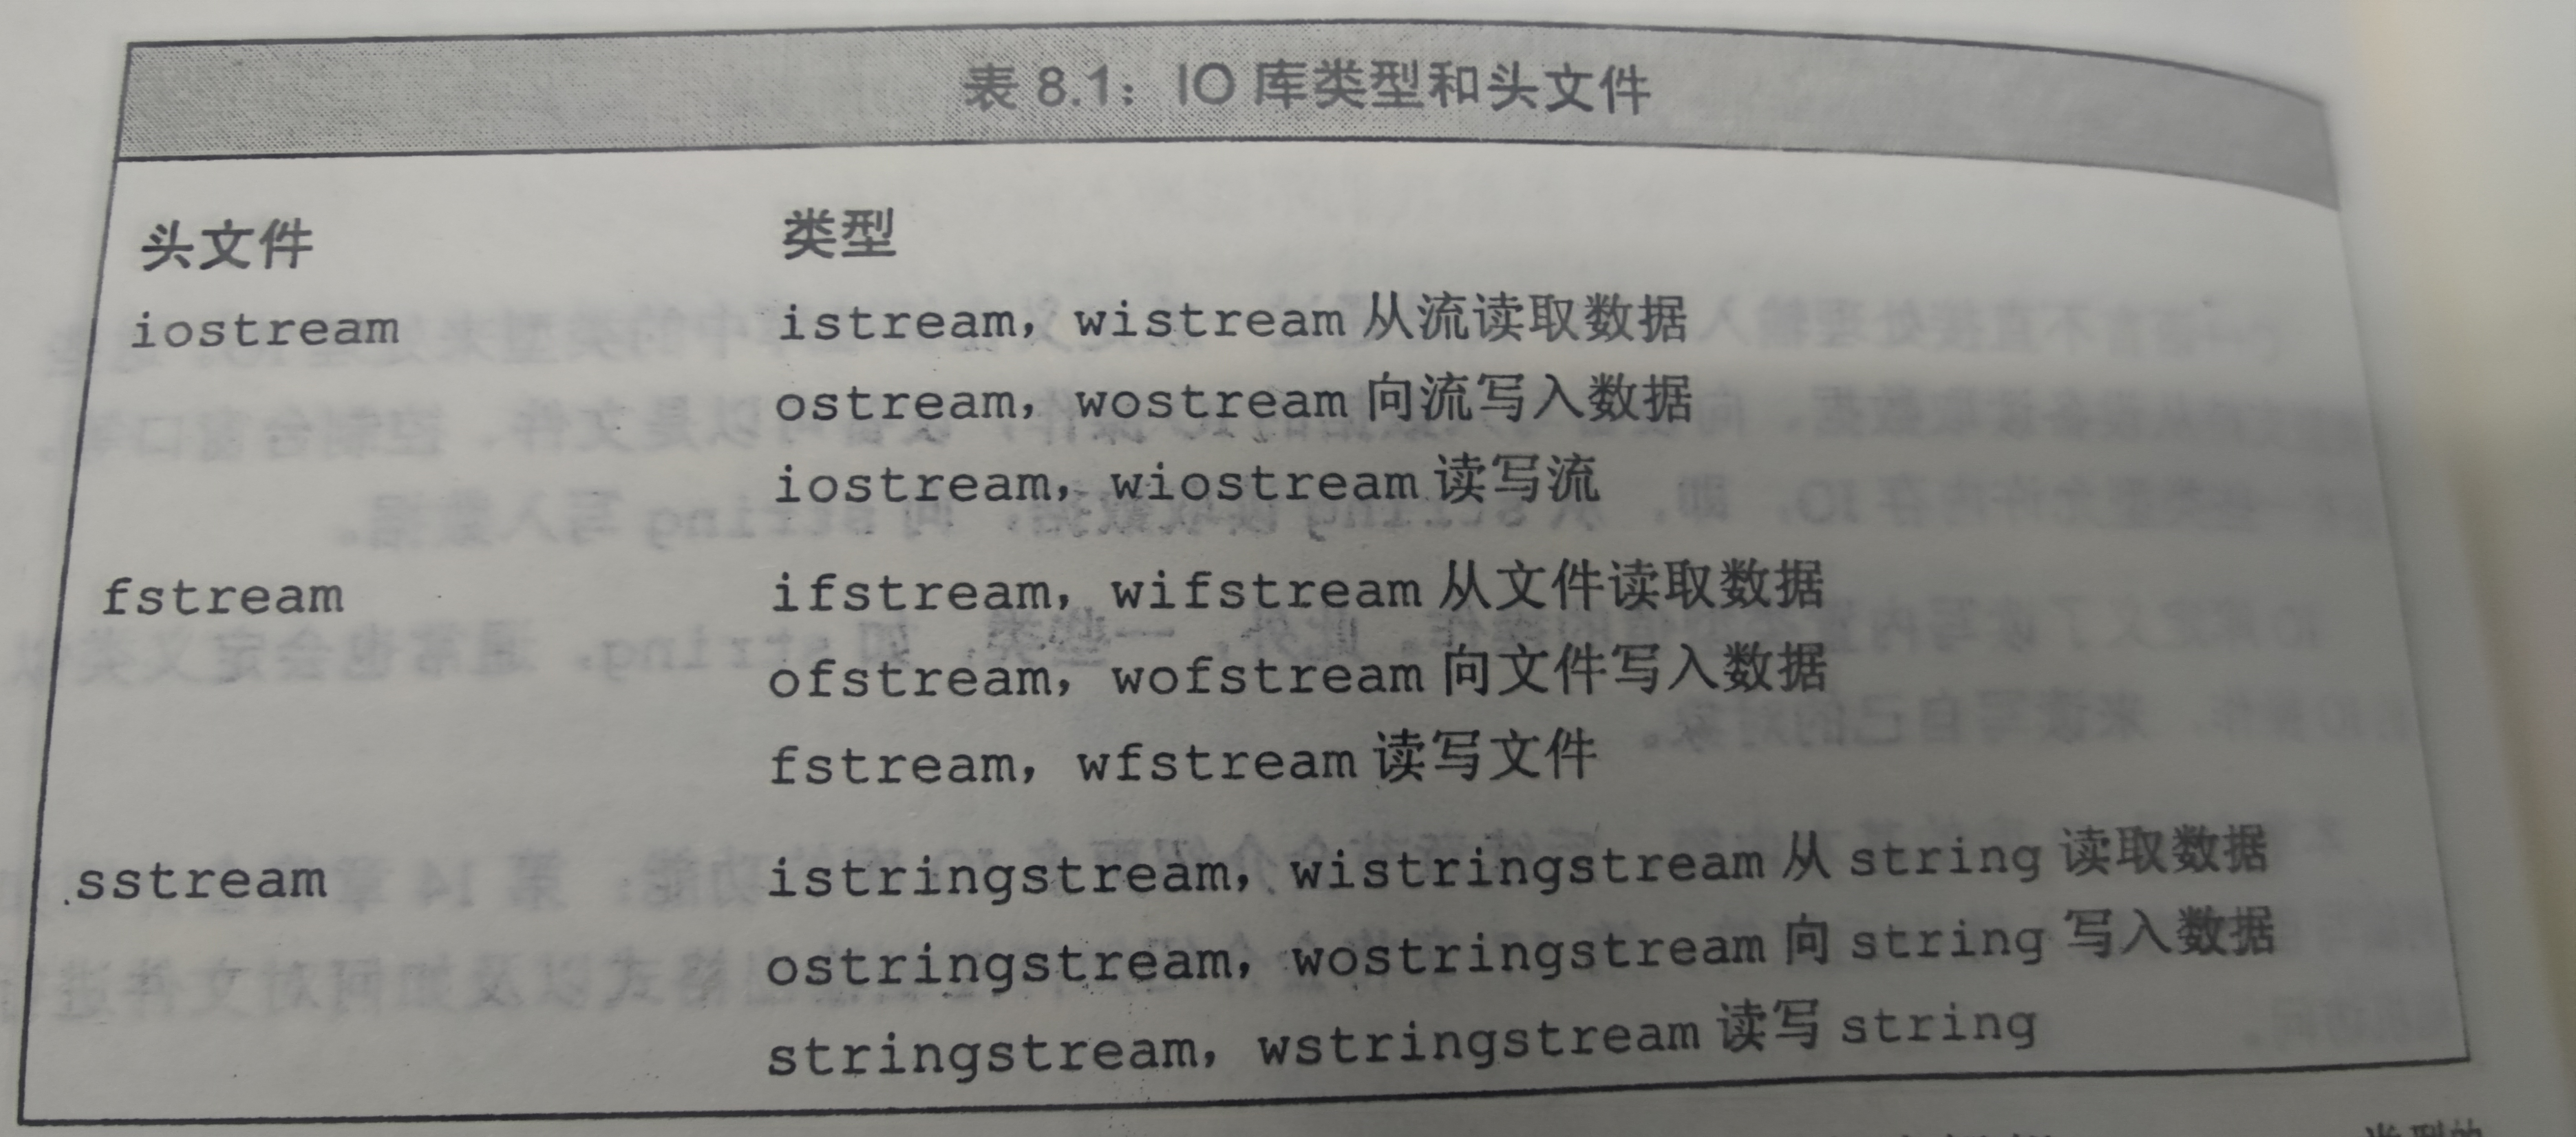 表 8.1：IO 库类型和头文件
头文件 类型
iostream istream，wistream 从流读取数据
ostream，wostream 向流写入数据
iostream，wiostream 读写流
fstream ifstream，wifstream 从文件读取数据
ofstream，wofstream 向文件写入数据
fstream，wfstream 读写文件
sstream istringstream，wistringstream 从 string 读取数据
ostringstream，wostringstream 向 string 写入数据
stringstream，wstringstream 读写 string
类型的